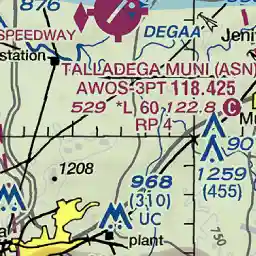 876
SPEEDWAY
DEGAA
station
TALLADEGA MUNI (ASN)
AWOS-3PT 118.425
529 *L 60 122.8 C
RP 4
90
1208
968
(310)
UC
1259
(455)
plant
750